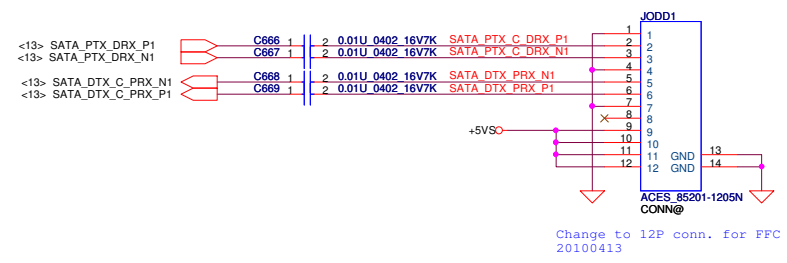 JODD1
<13> SATA_PTX_DRX_P1 C666 1 2 0.01U_0402_16V7K SATA_PTX_C_DRX_P1
<13> SATA_PTX_DRX_N1 C667 1 2 0.01U_0402_16V7K SATA_PTX_C_DRX_N1
<13> SATA_DTX_C_PRX_N1 C668 1 2 0.01U_0402_16V7K SATA_DTX_PRX_N1
<13> SATA_DTX_C_PRX_P1 C669 1 2 0.01U_0402_16V7K SATA_DTX_PRX_P1
+5VS
1 1
2 2
3 3
4 4
5 5
6 6
7 7
8 8
9 9
10 10
11 11 GND 13
12 12 GND 14
ACES_85201-1205N
CONN@
Change to 12P conn. for FFC
20100413